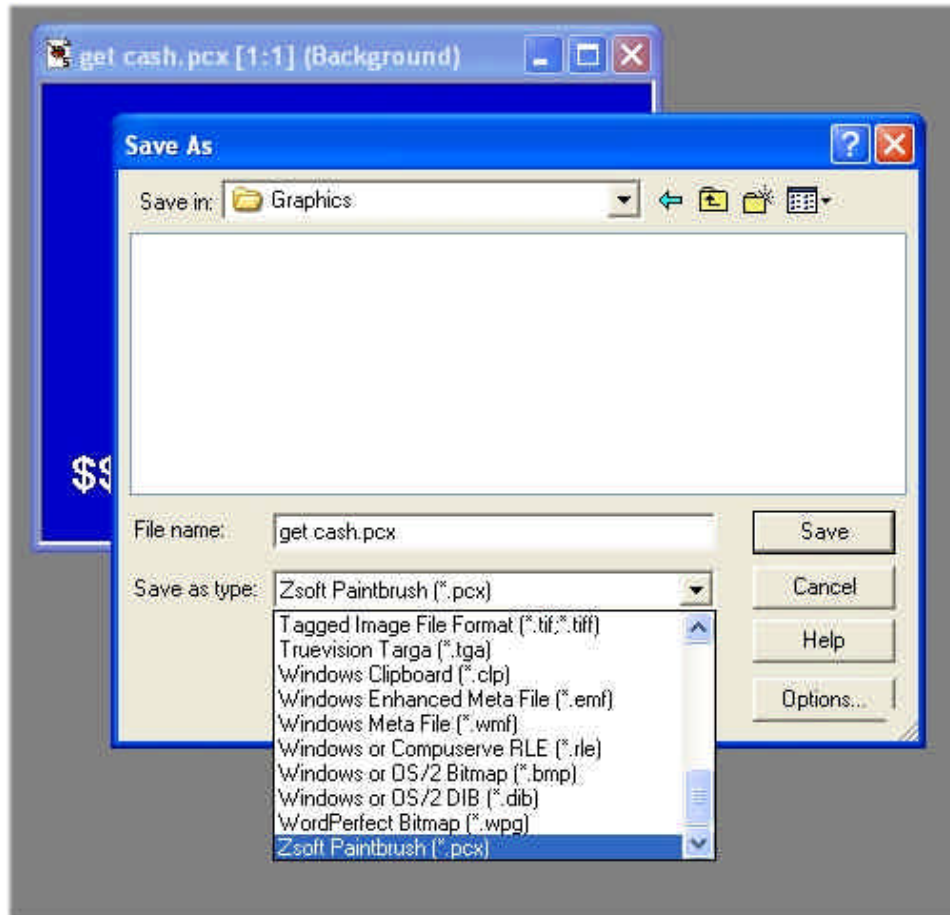 get cash.pcx [1:1] (Background)
Save As
Save in: Graphics
$
File name: get cash.pcx Save
Save as type: Zsoft Paintbrush (*.pcx) Cancel
Tagged Image File Format (*.tif;*.tiff)
Truevision Targa (*.tga) Help
Windows Clipboard (*.clp)
Windows Enhanced Meta File (*.emf)
Windows Meta File (*.wmf) Options...
Windows or Compuserve RLE (*.rle)
Windows or OS/2 Bitmap (*.bmp)
Windows or OS/2 DIB (*.dib)
WordPerfect Bitmap (*.wpg)
Zsoft Paintbrush (*.pcx)